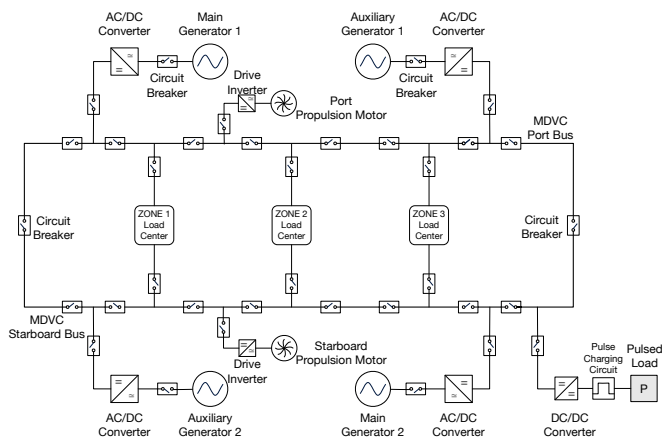 AC/DC
Converter
Main
Generator 1
Auxiliary
Generator 1
AC/DC
Converter
Circuit
Breaker
Drive
Inverter
Port
Propulsion Motor
Circuit
Breaker
MDVC
Port Bus
Circuit
Breaker
ZONE 1
Load
Center
ZONE 2
Load
Center
ZONE 3
Load
Center
Circuit
Breaker
MDVC
Starboard Bus
Drive
Inverter
Starboard
Propulsion Motor
Pulse
Charging
Circuit
Pulsed
Load
P
AC/DC
Converter
Auxiliary
Generator 2
Main
Generator 2
AC/DC
Converter
DC/DC
Converter